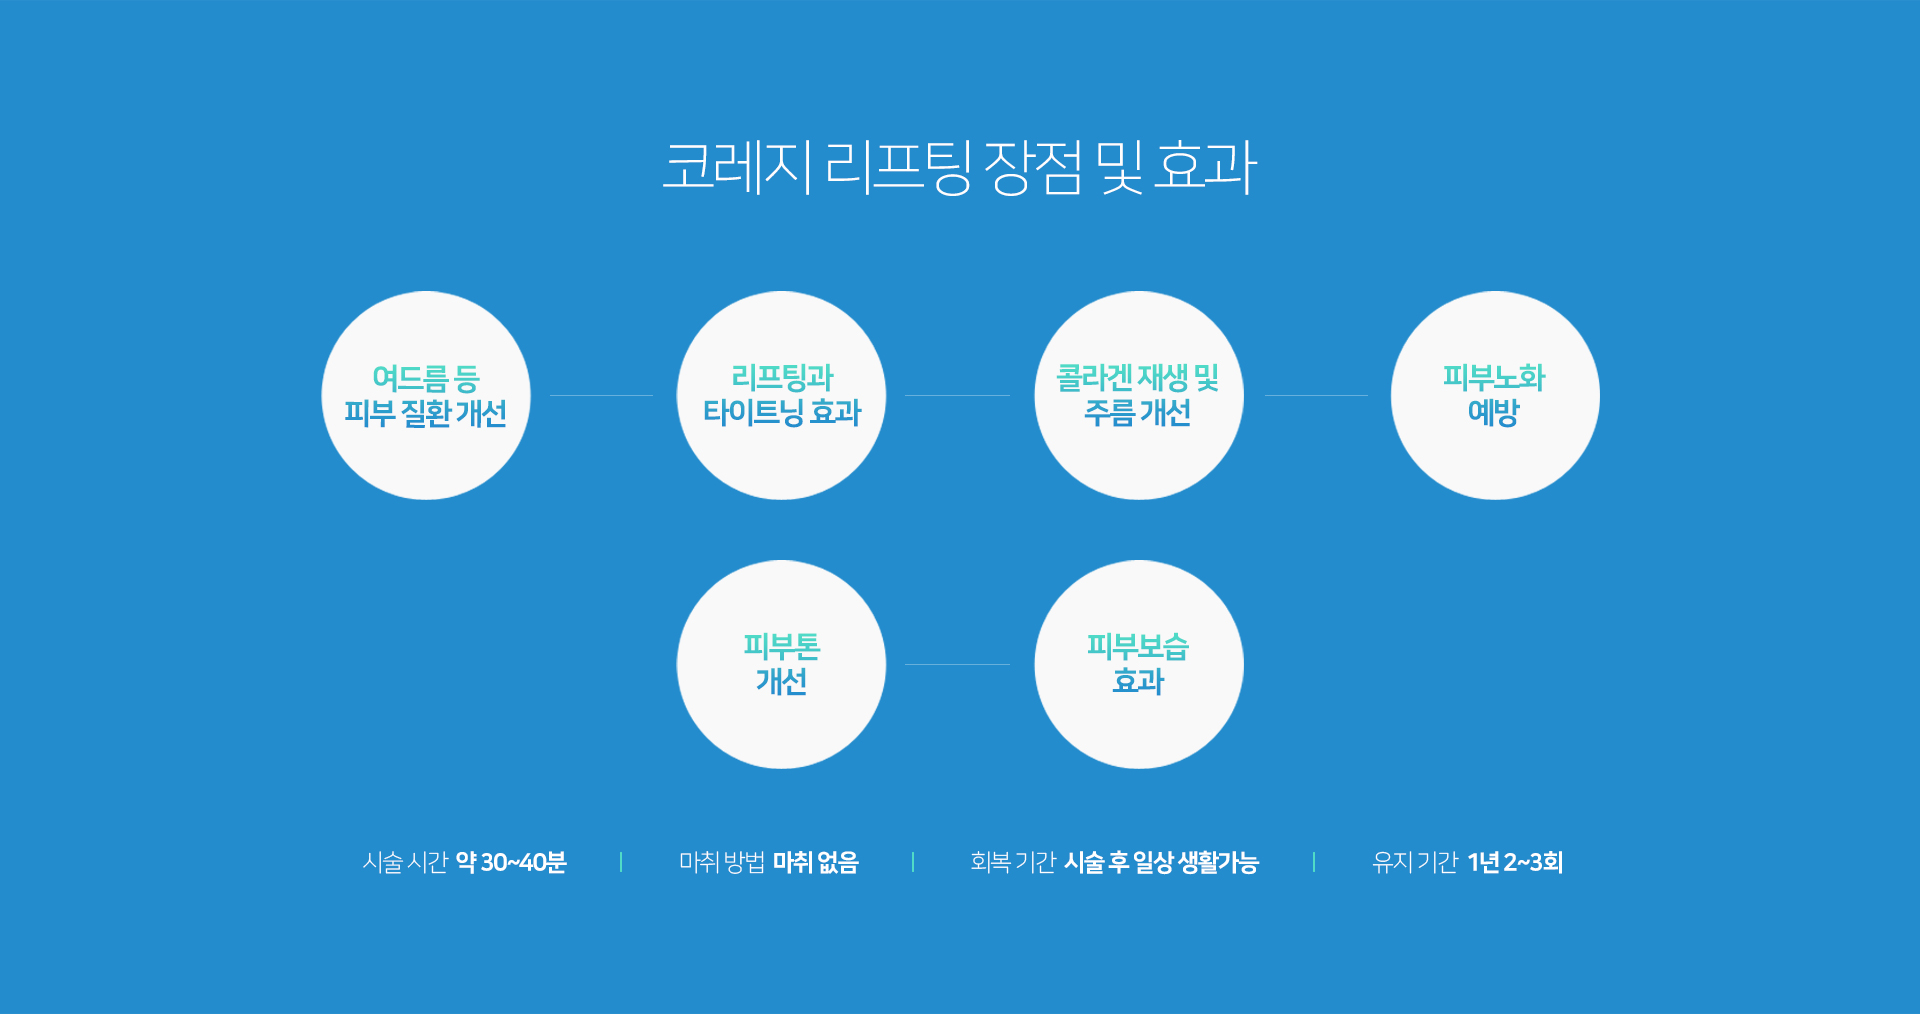 코레지 리프팅 장점 및 효과
여드름 등
피부 질환 개선
리프팅과
타이트닝 효과
콜라겐 재생 및
주름 개선
피부노화
예방
피부톤
개선
피부보습
효과
시술 시간 약 30~40분
마취 방법 마취 없음
회복 기간 시술 후 일상 생활가능
유지 기간 1년 2~3회